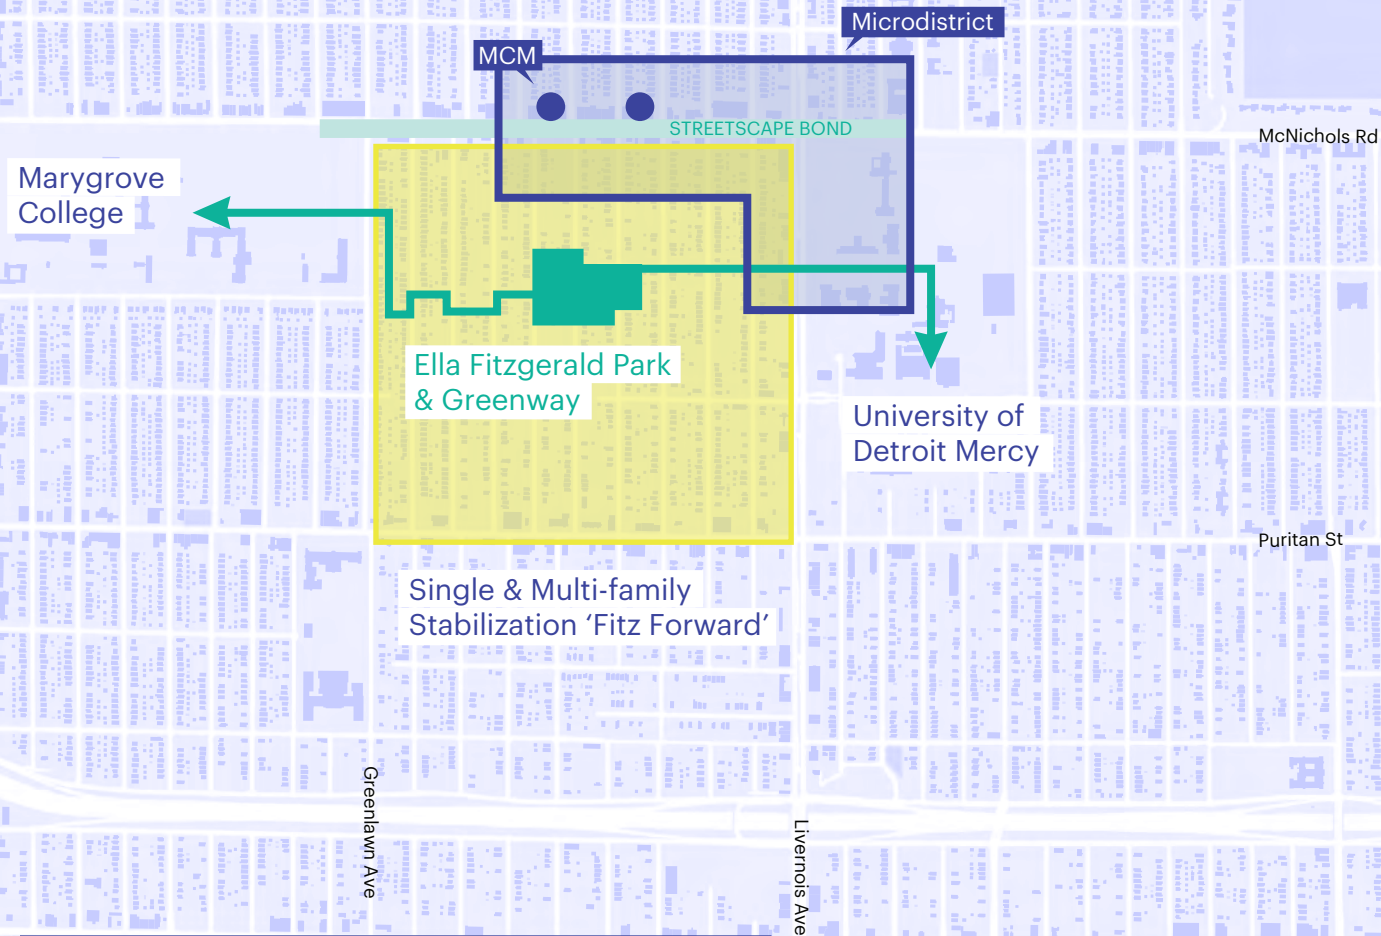 Microdistrict
MCM
STREETSCAPE BOND
McNichols Rd
Marygrove
College
Ella Fitzgerald Park
& Greenway
University of
Detroit Mercy
Puritan St
Single & Multi-family
Stabilization ‘Fitz Forward’
Greenlawn Ave
Livernois Ave